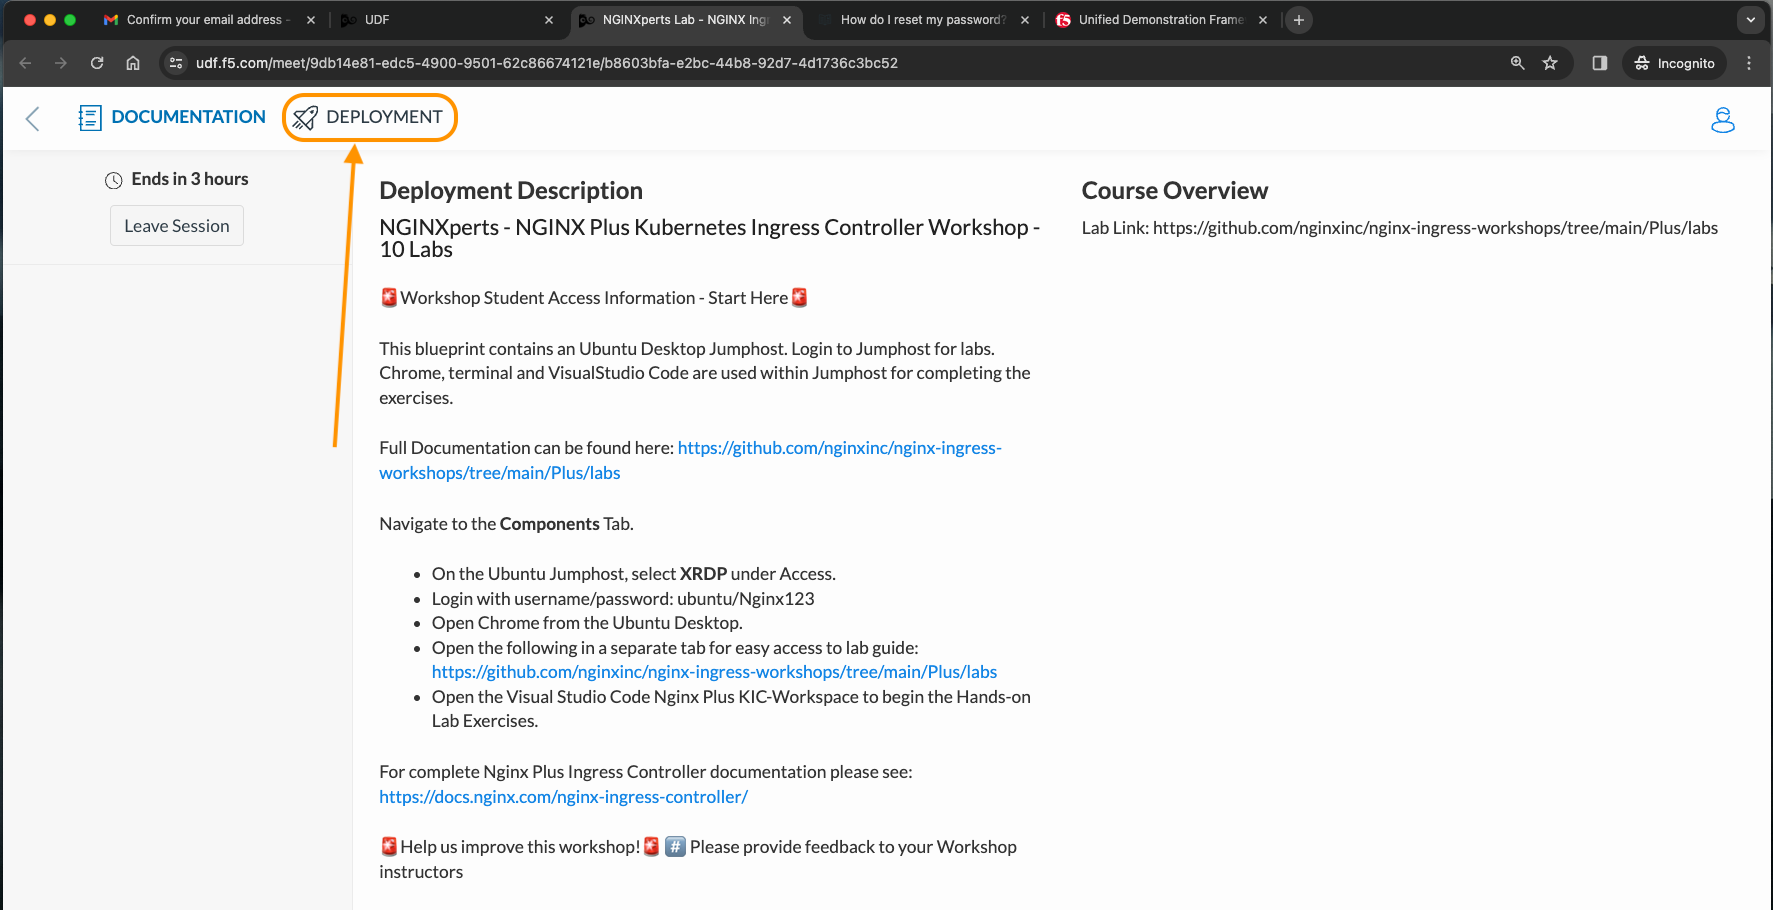 Confirm your email address -
UDF
NGINXperts Lab - NGINX Ing
How do I reset my password?
Unified Demonstration Frame
udf.f5.com/meet/9db14e81-edc5-4900-9501-62c86674121e/b8603bfa-e2bc-44b8-92d7-4d1736c3bc52
Incognito
DOCUMENTATION
DEPLOYMENT
Ends in 3 hours
Leave Session
Deployment Description
NGINXperts - NGINX Plus Kubernetes Ingress Controller Workshop -
10 Labs
🚨Workshop Student Access Information - Start Here🚨
This blueprint contains an Ubuntu Desktop Jumphost. Login to Jumphost for labs.
Chrome, terminal and VisualStudio Code are used within Jumphost for completing the
exercises.
Full Documentation can be found here: https://github.com/nginxinc/nginx-ingress-
workshops/tree/main/Plus/labs
Navigate to the Components Tab.
• On the Ubuntu Jumphost, select XRDP under Access.
• Login with username/password: ubuntu/Nginx123
• Open Chrome from the Ubuntu Desktop.
• Open the following in a separate tab for easy access to lab guide:
https://github.com/nginxinc/nginx-ingress-workshops/tree/main/Plus/labs
• Open the Visual Studio Code Nginx Plus KIC-Workspace to begin the Hands-on
Lab Exercises.
For complete Nginx Plus Ingress Controller documentation please see:
https://docs.nginx.com/nginx-ingress-controller/
🚨Help us improve this workshop!🚨 #️⃣ Please provide feedback to your Workshop
instructors
Course Overview
Lab Link: https://github.com/nginxinc/nginx-ingress-workshops/tree/main/Plus/labs